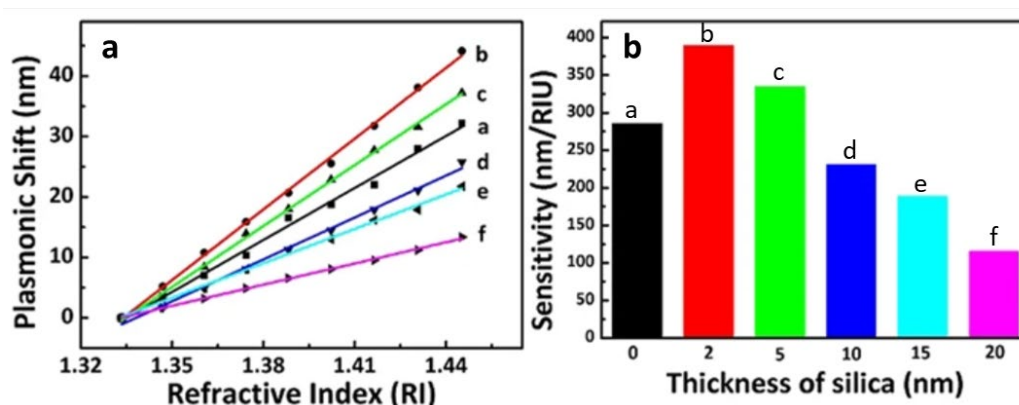 a
Plasmonic Shift (nm)
40
30
20
10
0
b
c
a
d
e
f
1.32 1.35 1.38 1.41 1.44
Refractive Index (RI)
b
Sensitivity (nm/RIU)
400
350
300
250
200
150
100
50
0
a
b
c
d
e
f
0 2 5 10 15 20
Thickness of silica (nm)